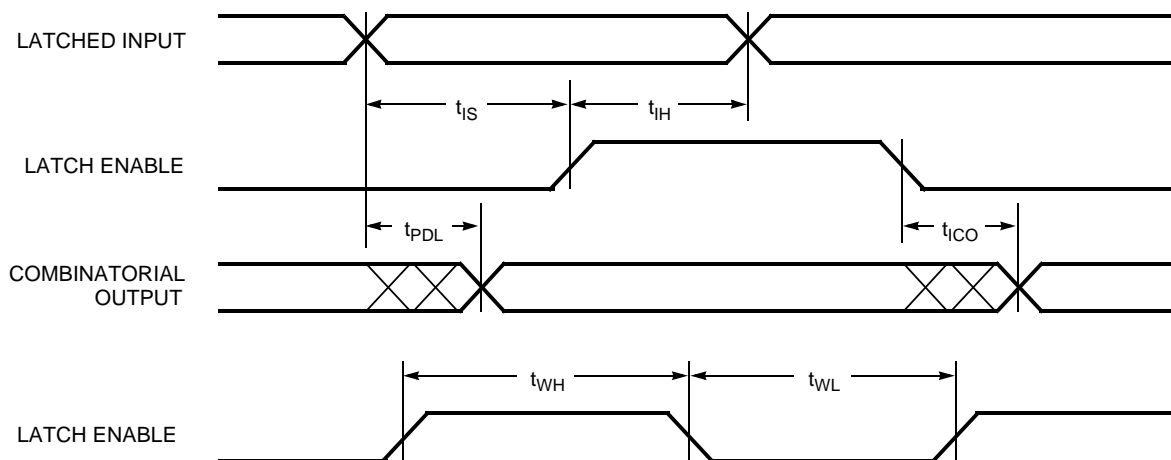 LATCHED INPUT
t_IS
t_IH
LATCH ENABLE
t_PDL
t_ICO
COMBINATORIAL
OUTPUT
t_WH
t_WL
LATCH ENABLE